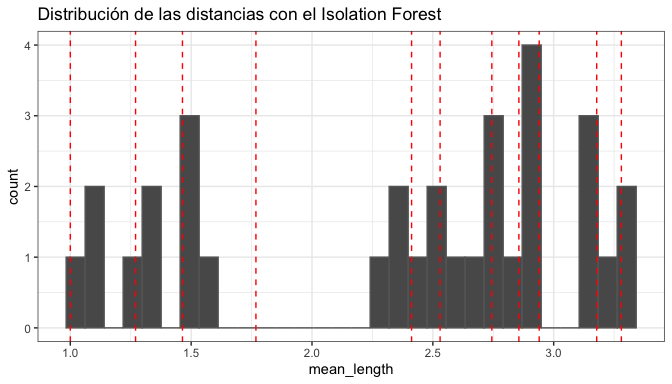 Distribución de las distancias con el Isolation Forest
4
3
2
1
0
count
1.0 1.5 2.0 2.5 3.0
mean_length